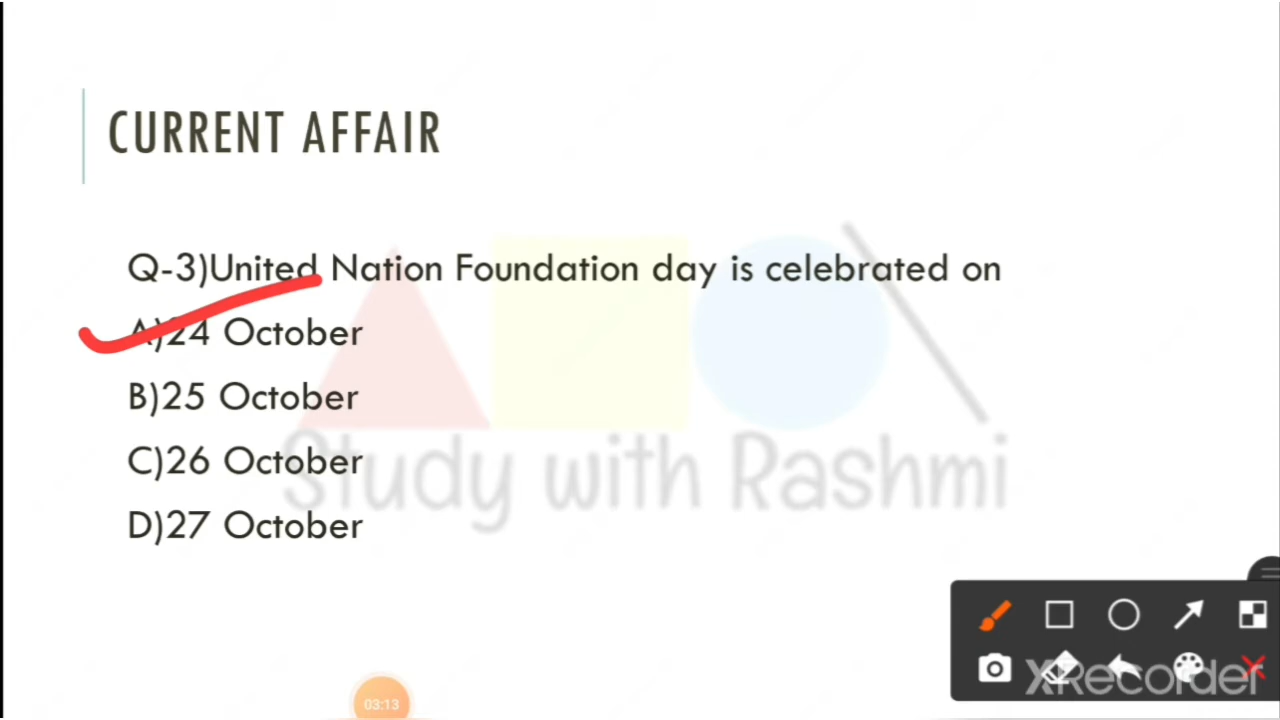 CURRENT AFFAIR
Q-3)United Nation Foundation day is celebrated on
A)24 October
B)25 October
C)26 October
D)27 October
Study with Rashmi
XRecorder
03:13